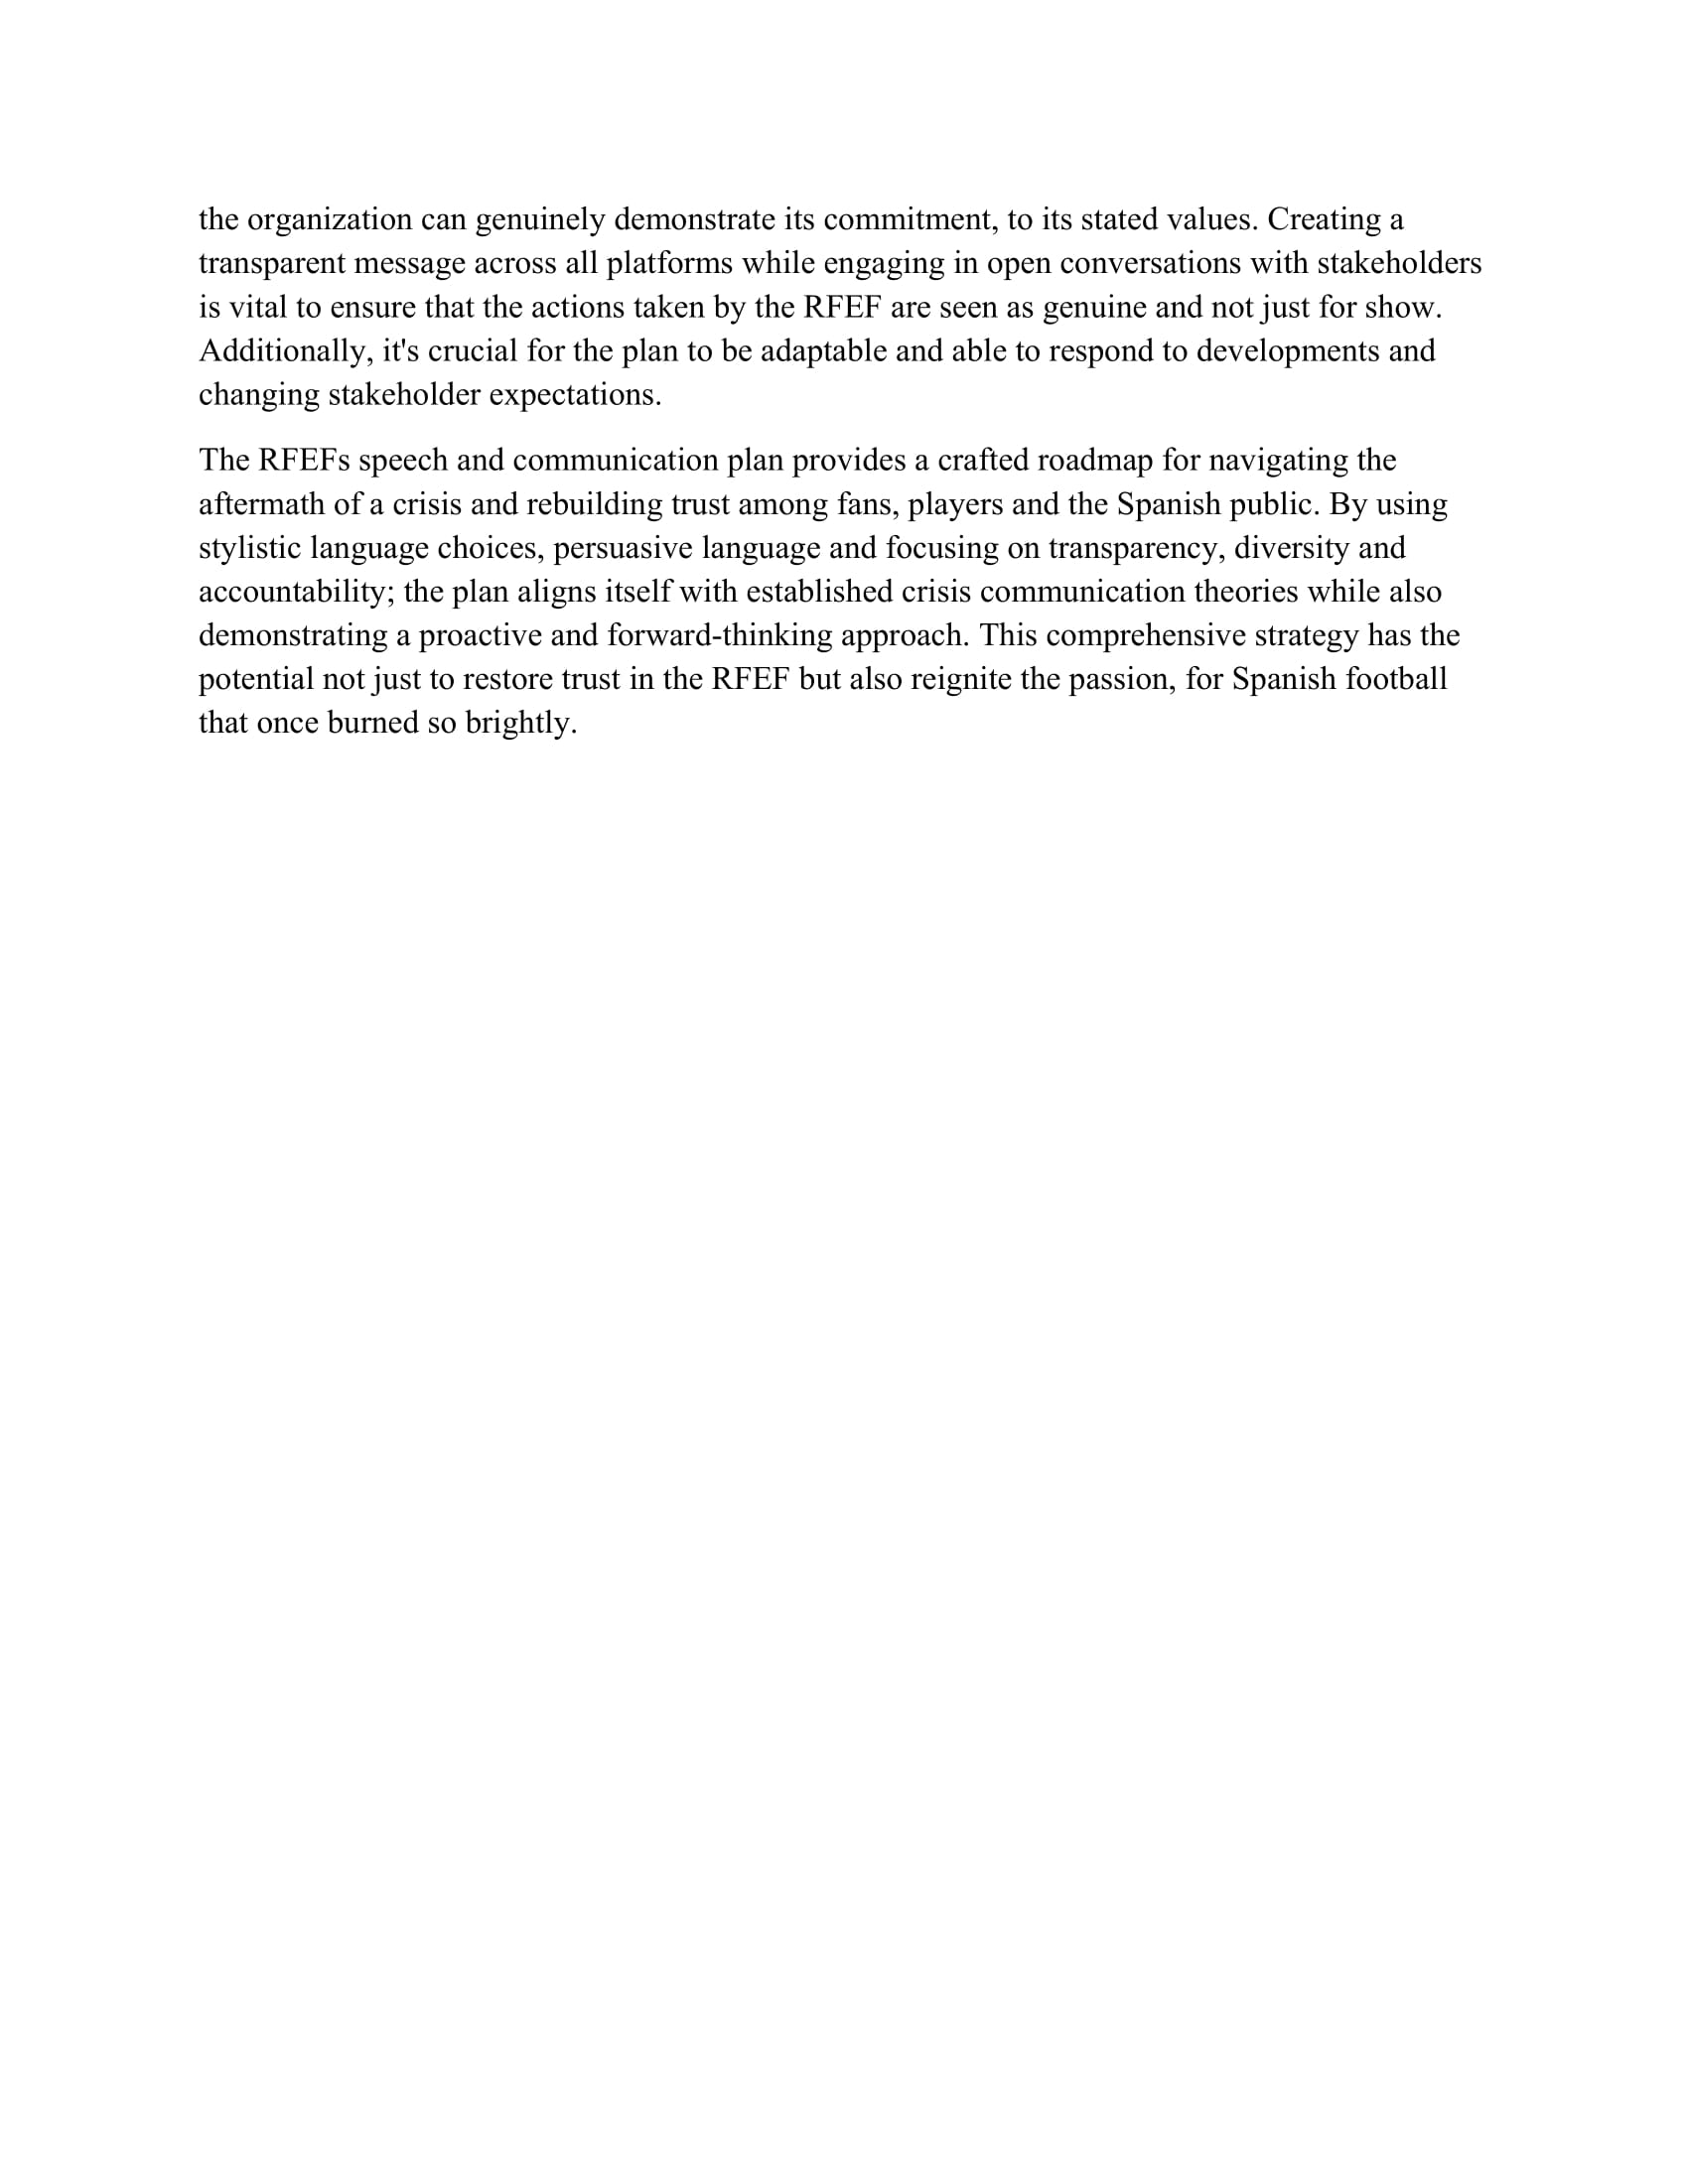 the organization can genuinely demonstrate its commitment, to its stated values. Creating a
transparent message across all platforms while engaging in open conversations with stakeholders
is vital to ensure that the actions taken by the RFEF are seen as genuine and not just for show.
Additionally, it's crucial for the plan to be adaptable and able to respond to developments and
changing stakeholder expectations.
The RFEFs speech and communication plan provides a crafted roadmap for navigating the
aftermath of a crisis and rebuilding trust among fans, players and the Spanish public. By using
stylistic language choices, persuasive language and focusing on transparency, diversity and
accountability; the plan aligns itself with established crisis communication theories while also
demonstrating a proactive and forward-thinking approach. This comprehensive strategy has the
potential not just to restore trust in the RFEF but also reignite the passion, for Spanish football
that once burned so brightly.